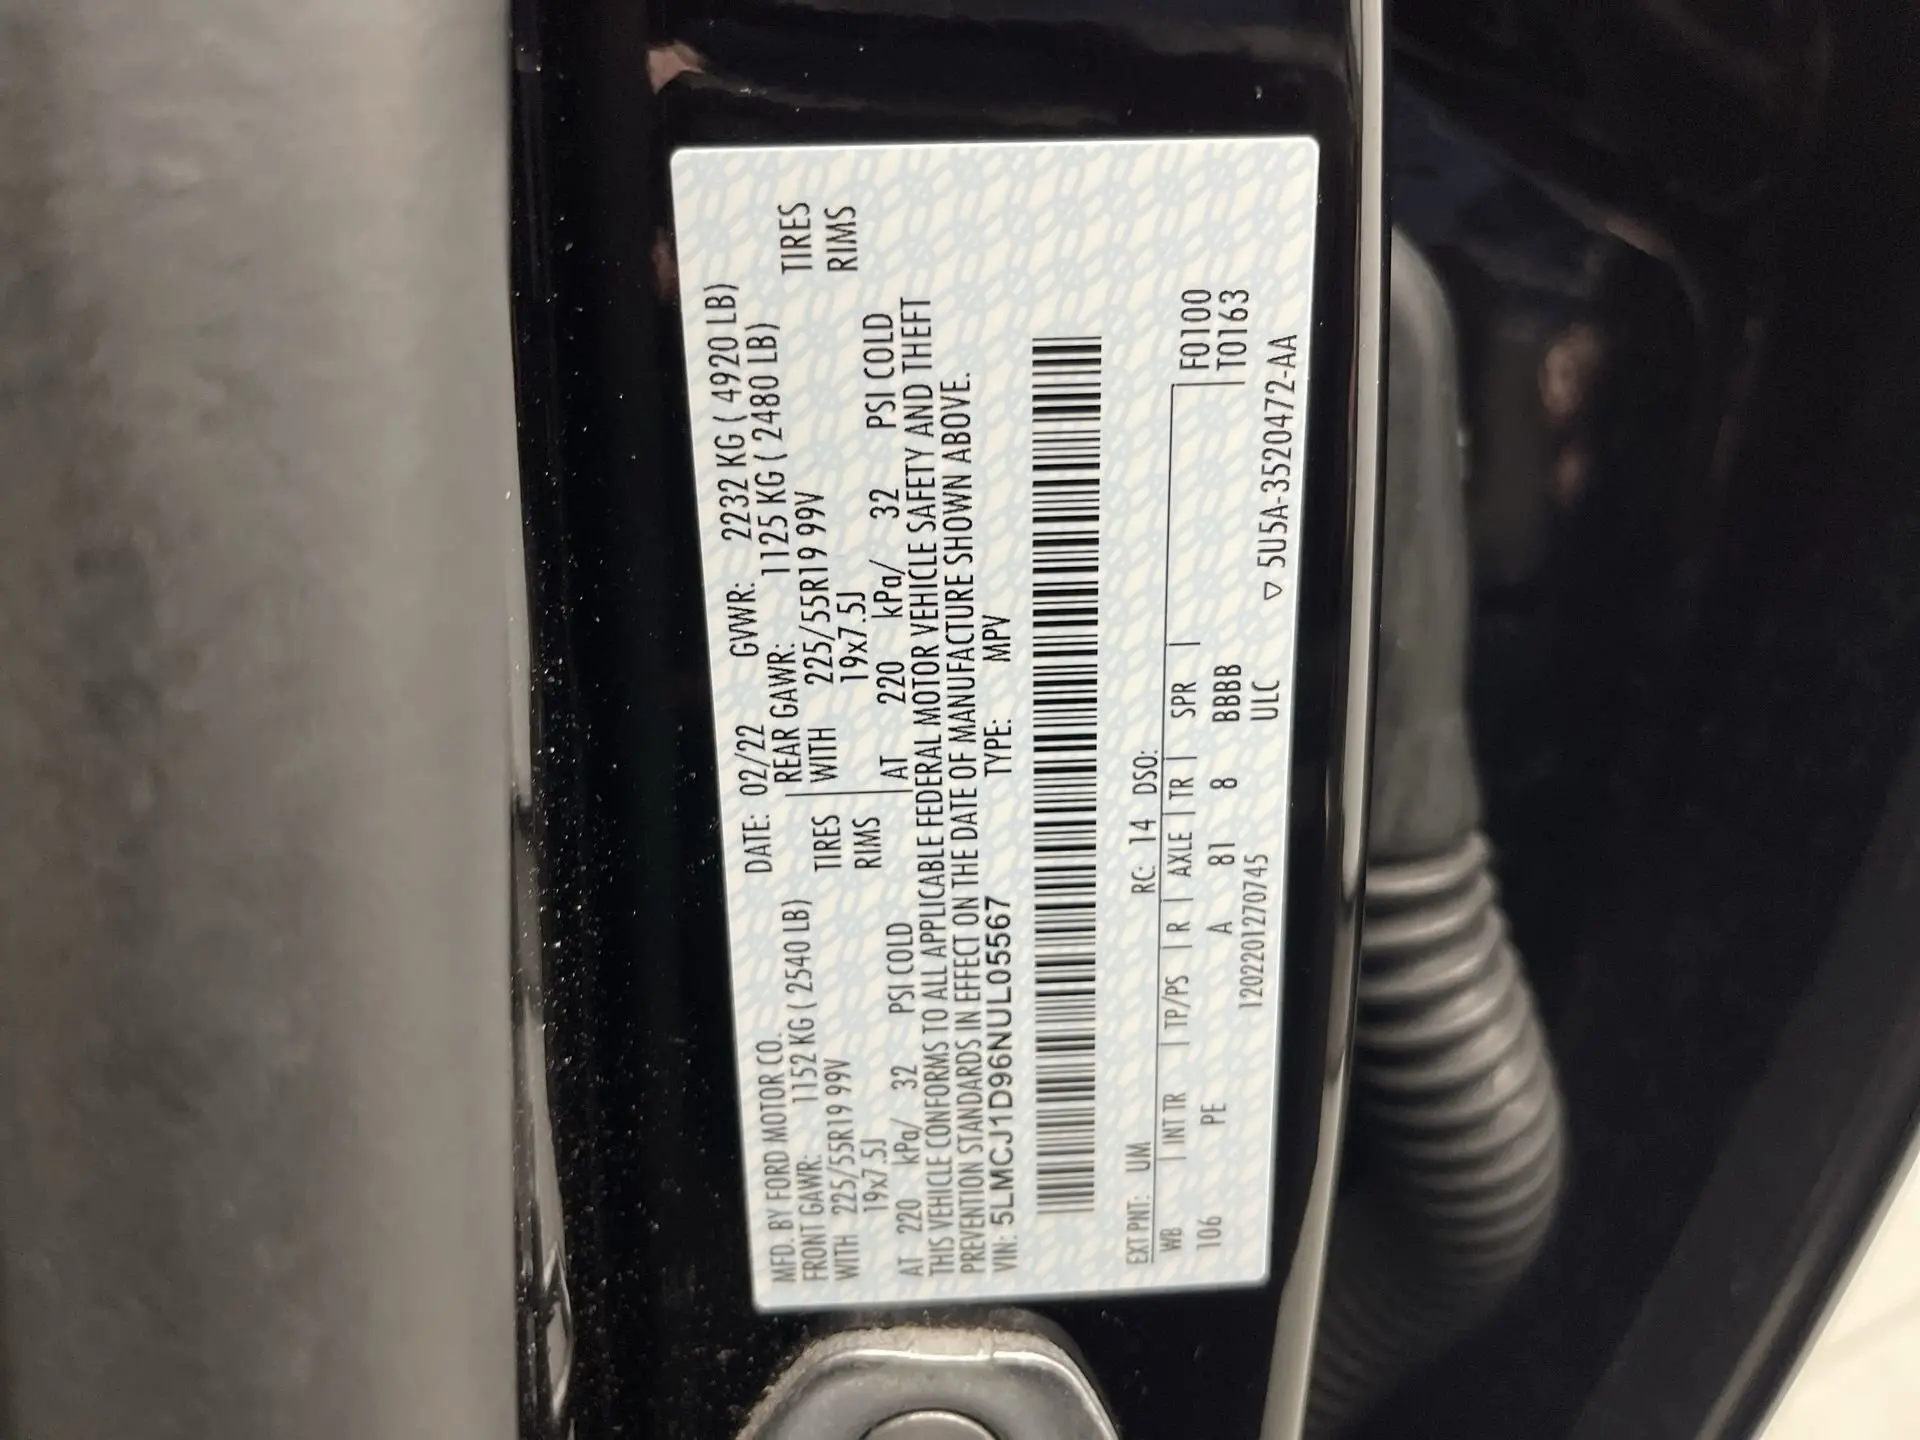 MFD. BY FORD MOTOR CO. DATE: 02/22 GVWR: 2232 KG ( 4920 LB)
FRONT GAWR: 1152 KG ( 2540 LB) REAR GAWR: 1125 KG ( 2480 LB)
WITH 225/55R19 99V TIRES WITH 225/55R19 99V TIRES
19x7.5J RIMS 19x7.5J RIMS
AT 220 kPa/ 32 PSI COLD AT 220 kPa/ 32 PSI COLD
THIS VEHICLE CONFORMS TO ALL APPLICABLE FEDERAL MOTOR VEHICLE SAFETY AND THEFT
PREVENTION STANDARDS IN EFFECT ON THE DATE OF MANUFACTURE SHOWN ABOVE.
VIN: 5LMCJ1D96NUL05567 TYPE: MPV
EXT PNT: UM RC: 14 DSO:
WB | INT TR | TP/PS | R | AXLE | TR | SPR | F0100
106 PE A 81 8 BBBB T0163
1202201270745 ULC
▽ 5U5A-3520472-AA